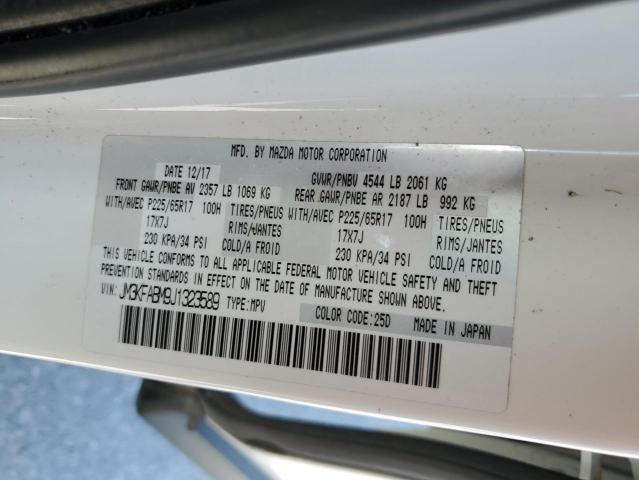 MFD. BY MAZDA MOTOR CORPORATION
DATE 12/17 GVWR/PNBV 4544 LB 2061 KG
FRONT GAWR/PNBE AV 2357 LB 1069 KG REAR GAWR/PNBE AR 2187 LB 992 KG
WITH/AVEC P225/65R17 100H TIRES/PNEUS WITH/AVEC P225/65R17 100H TIRES/PNEUS
17X7J RIMS/JANTES 17X7J RIMS/JANTES
230 KPA/34 PSI COLD/A FROID 230 KPA/34 PSI COLD/A FROID
THIS VEHICLE CONFORMS TO ALL APPLICABLE FEDERAL MOTOR VEHICLE SAFETY AND THEFT
PREVENTION STANDARDS IN EFFECT ON THE DATE OF MANUFACTURE SHOWN ABOVE.
VIN: JM3KFABM9J1323589 TYPE: MPV
COLOR CODE: 25D MADE IN JAPAN